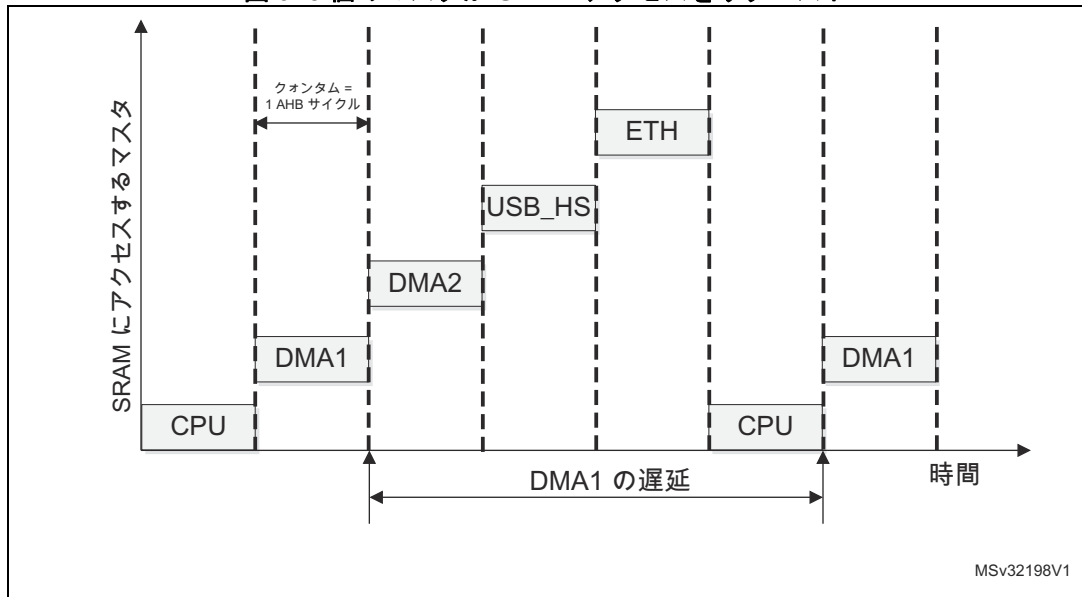 クォンタム =
1 AHB サイクル
SRAM にアクセスするマスタ
ETH
USB_HS
DMA2
DMA1
DMA1
CPU
CPU
時間
DMA1 の遅延
MSv32198V1